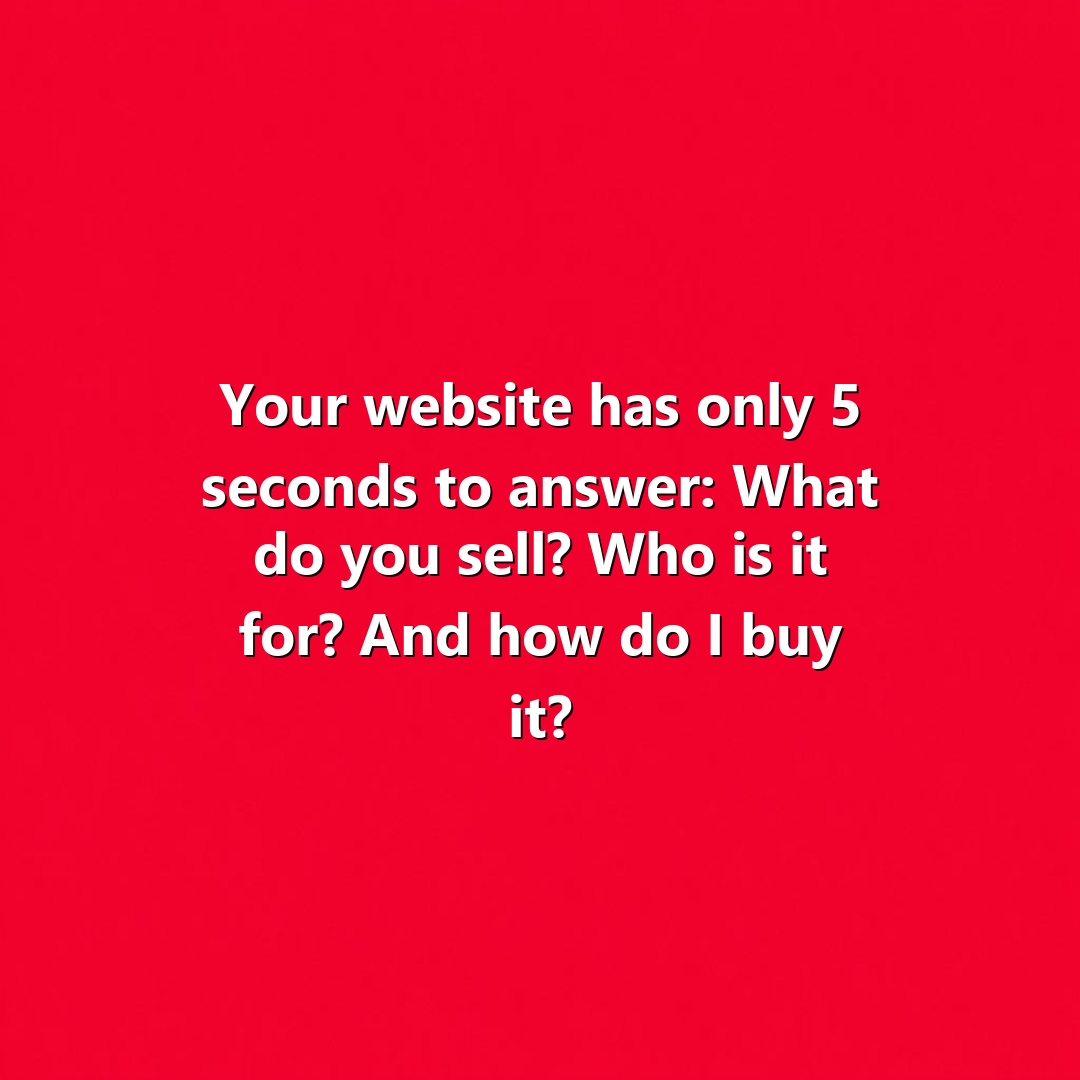 Your website has only 5
seconds to answer: What
do you sell? Who is it
for? And how do I buy
it?